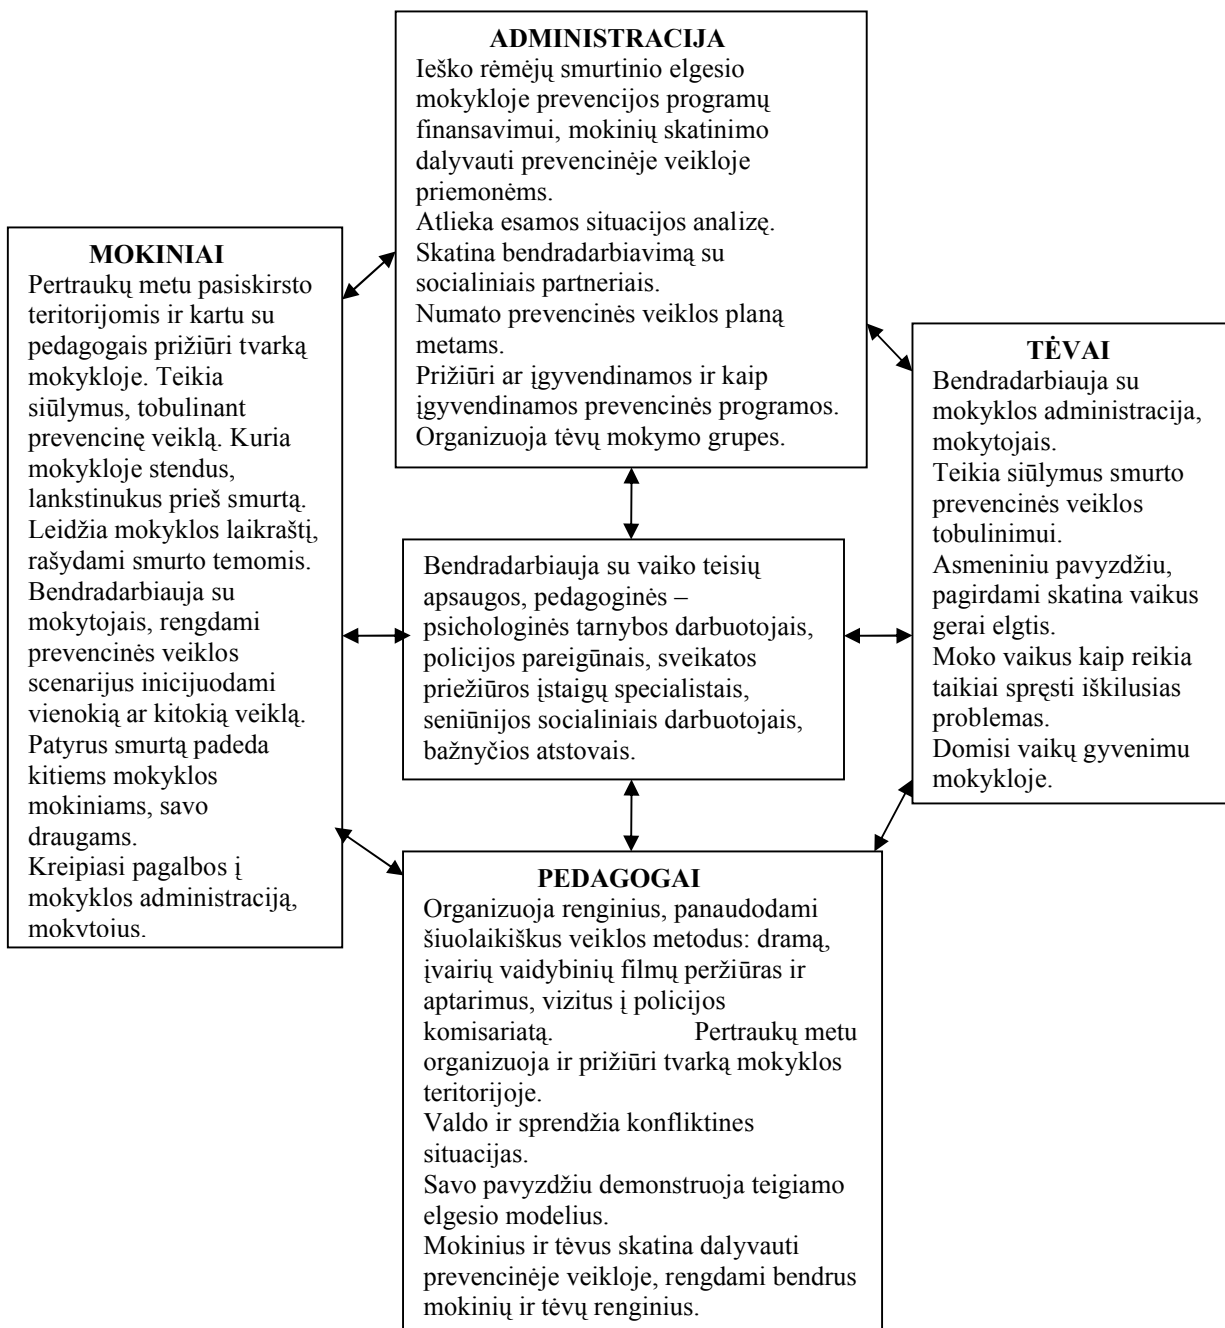 ADMINISTRACIJA
Ieško rėmėjų smurtinio elgesio
mokykloje prevencijos programų
finansavimui, mokinių skatinimo
dalyvauti prevencinėje veikloje
priemonėms.
Atlieka esamos situacijos analizę.
Skatina bendradarbiavimą su
socialiniais partneriais.
Numato prevencinės veiklos planą
metams.
Prižiūri ar įgyvendinamos ir kaip
įgyvendinamos prevencinės programos.
Organizuoja tėvų mokymo grupes.
MOKINIAI
Pertraukų metu pasiskirsto
teritorijomis ir kartu su
pedagogais prižiūri tvarką
mokykloje. Teikia
siūlymus, tobulinant
prevencinę veiklą. Kuria
mokykloje stendus,
lankstinukus prieš smurtą.
Leidžia mokyklos laikraštį,
rašydami smurto temomis.
Bendradarbiauja su
mokytojais, rengdami
prevencinės veiklos
scenarijus inicijuodami
vienokią ar kitokią veiklą.
Patyrus smurtą padeda
kitiems mokyklos
mokiniams, savo
draugams.
Kreipiasi pagalbos į
mokyklos administraciją,
mokytojus.
Bendradarbiauja su vaiko teisių
apsaugos, pedagoginės –
psichologinės tarnybos darbuotojais,
policijos pareigūnais, sveikatos
priežiūros įstaigų specialistais,
seniūnijos socialiniais darbuotojais,
bažnyčios atstovais.
TĖVAI
Bendradarbiauja su
mokyklos administracija,
mokytojais.
Teikia siūlymus smurto
prevencinės veiklos
tobulinimui.
Asmeniniu pavyzdžiu,
pagirdami skatina vaikus
gerai elgtis.
Moko vaikus kaip reikia
taikiai spręsti iškilusias
problemas.
Domisi vaikų gyvenimu
mokykloje.
PEDAGOGAI
Organizuoja renginius, panaudodami
šiuolaikiškus veiklos metodus: dramą,
įvairių vaidybinių filmų peržiūras ir
aptarimus, vizitus į policijos
komisariatą. Pertraukų metu
organizuoja ir prižiūri tvarką mokyklos
teritorijoje.
Valdo ir sprendžia konfliktines
situacijas.
Savo pavyzdžiu demonstruoja teigiamo
elgesio modelius.
Mokinius ir tėvus skatina dalyvauti
prevencinėje veikloje, rengdami bendrus
mokinių ir tėvų renginius.